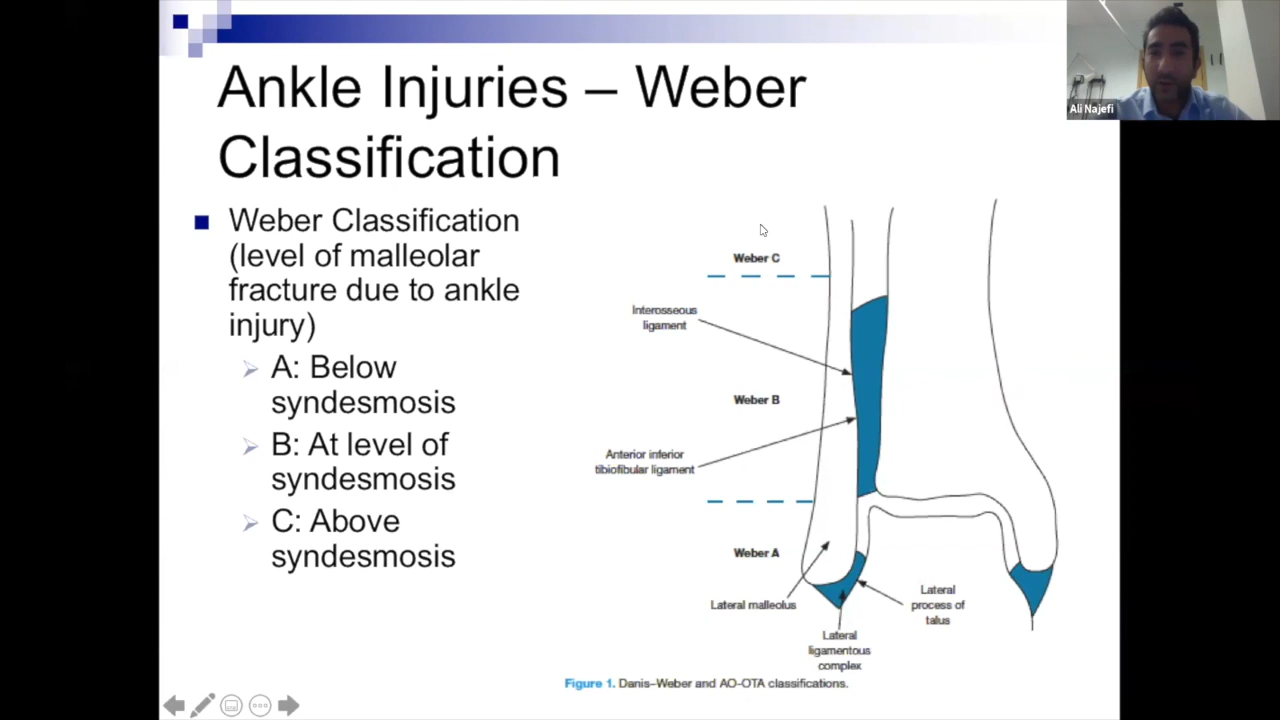 Ankle Injuries – Weber
Classification
Weber Classification
(level of malleolar
fracture due to ankle
injury)
A: Below
syndesmosis
B: At level of
syndesmosis
C: Above
syndesmosis
Weber C
Interosseous
ligament
Weber B
Anterior inferior
tibiofibular ligament
Weber A
Lateral malleolus
Lateral
process of
talus
Lateral
ligamentous
complex
Figure 1. Danis–Weber and AO-OTA classifications.
Ali Najefi